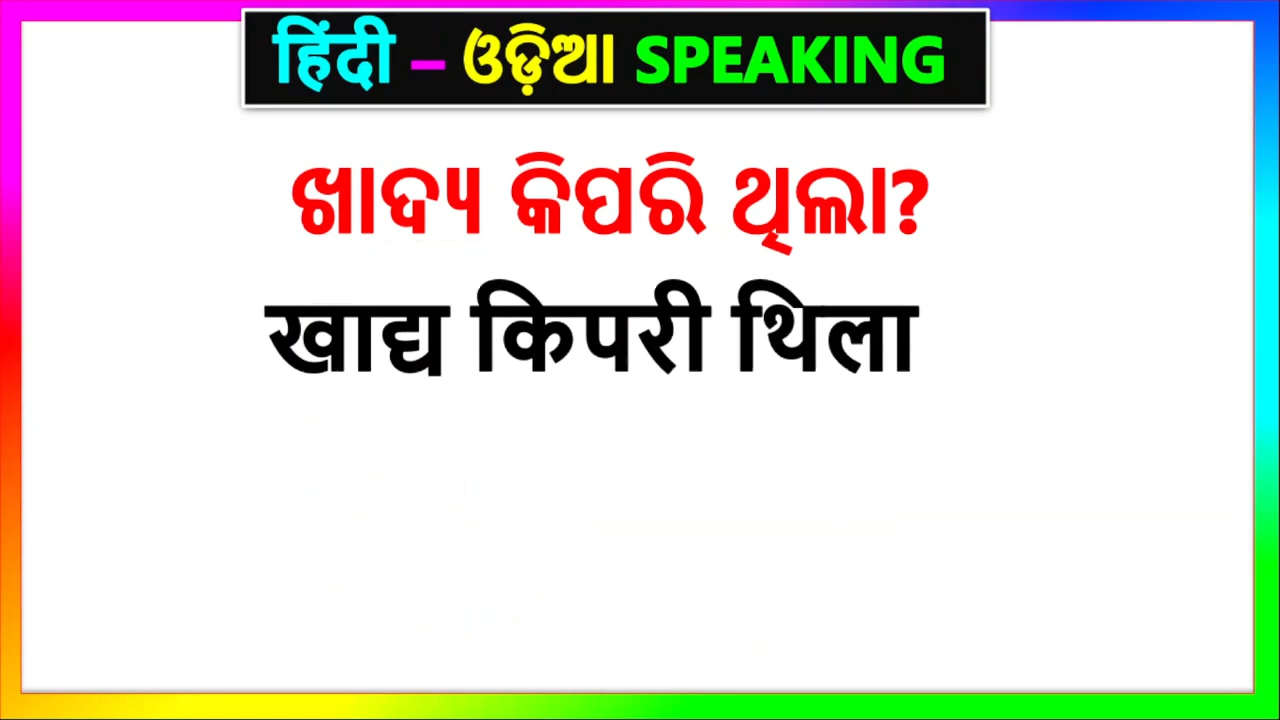 हिंदी – ଓଡ଼ିଆ SPEAKING
ଖାଦ୍ୟ କିପରି ଥିଲା?
खाद्य किपरी थिला